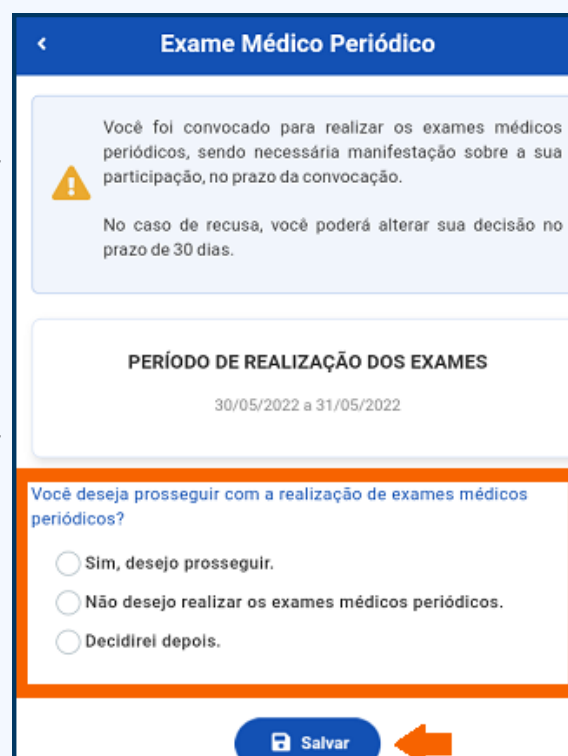 Exame Médico Periódico
Você foi convocado para realizar os exames médicos
periódicos, sendo necessária manifestação sobre a sua
participação, no prazo da convocação.
No caso de recusa, você poderá alterar sua decisão no
prazo de 30 dias.
PERÍODO DE REALIZAÇÃO DOS EXAMES
30/05/2022 a 31/05/2022
Você deseja prosseguir com a realização de exames médicos
periódicos?
Sim, desejo prosseguir.
Não desejo realizar os exames médicos periódicos.
Decidirei depois.
Salvar